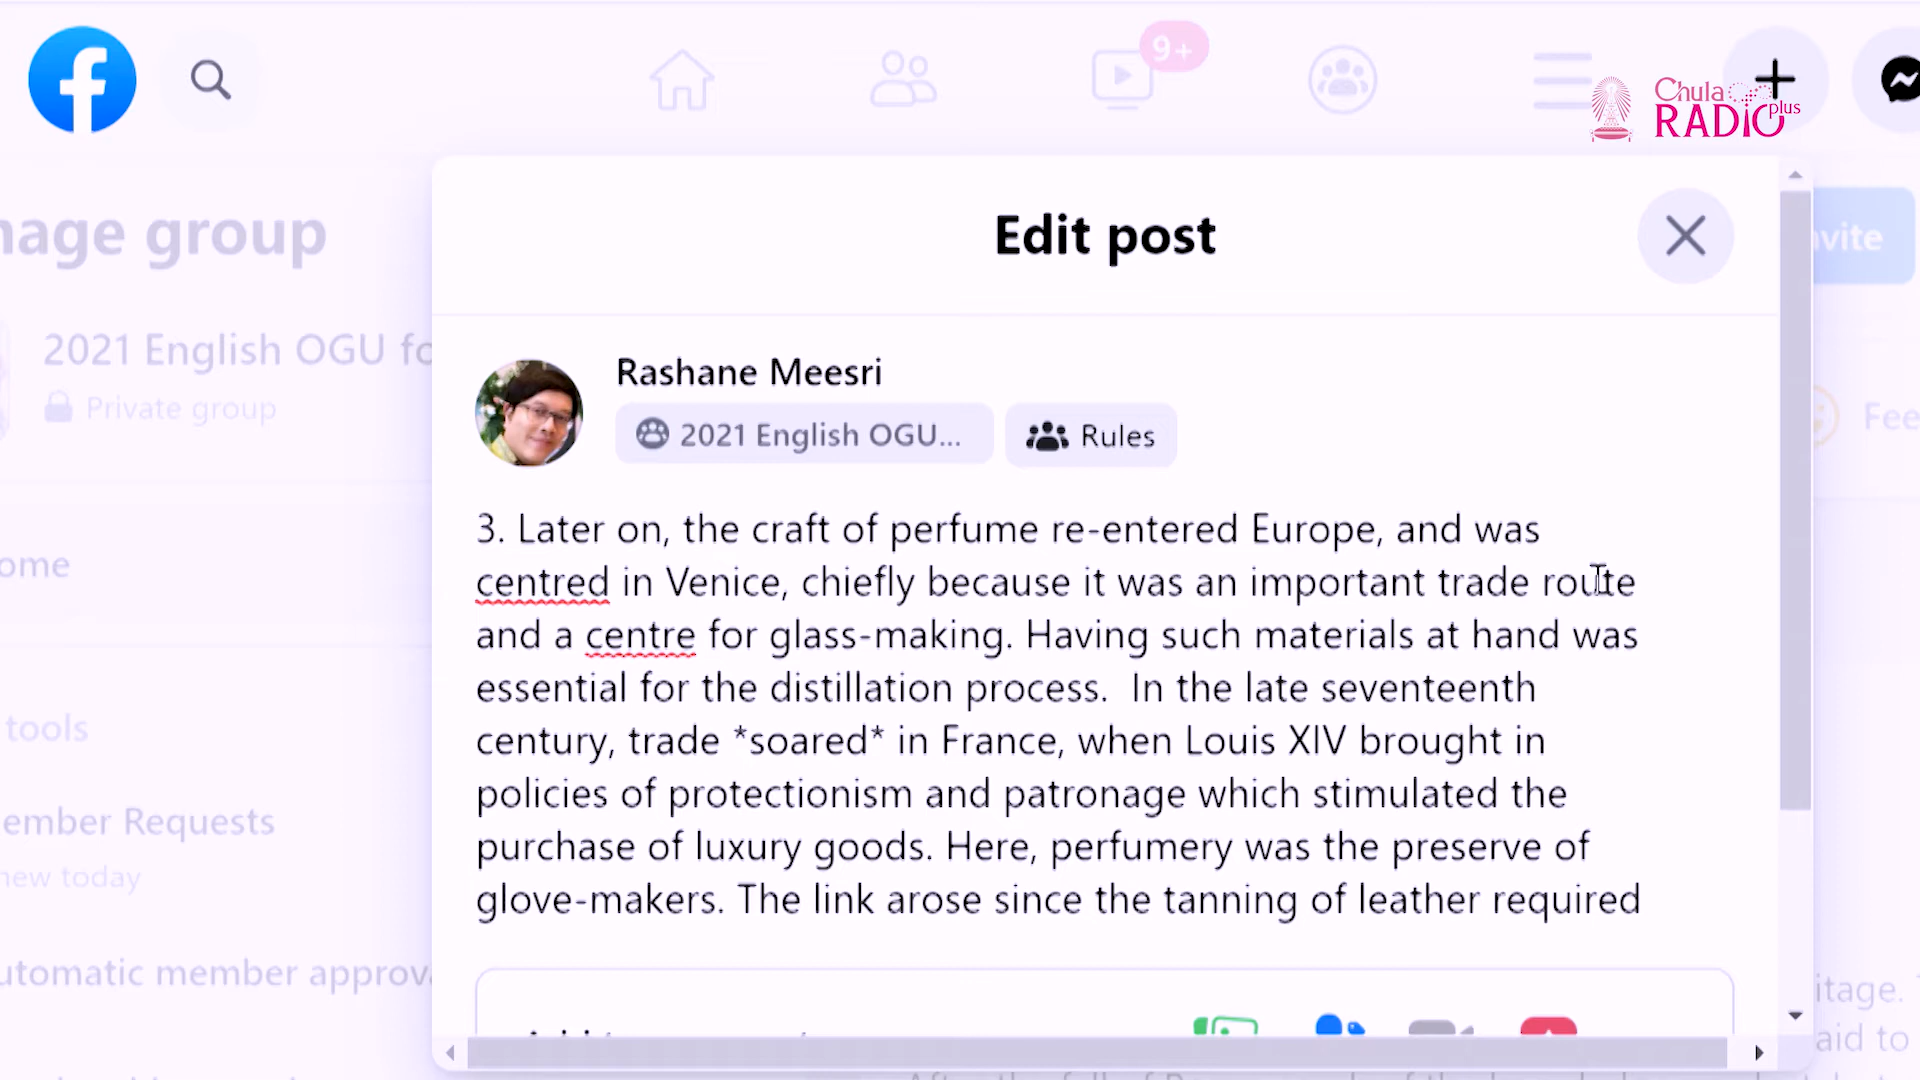 9+
Chula
RADIO plus
nage group
Edit post
nvite
2021 English OGU fo
Private group
Rashane Meesri
2021 English OGU...
Rules
Fee
ome
3. Later on, the craft of perfume re-entered Europe, and was
centred in Venice, chiefly because it was an important trade route
and a centre for glass-making. Having such materials at hand was
essential for the distillation process.  In the late seventeenth
century, trade *soared* in France, when Louis XIV brought in
policies of protectionism and patronage which stimulated the
purchase of luxury goods. Here, perfumery was the preserve of
glove-makers. The link arose since the tanning of leather required
tools
ember Requests
new today
utomatic member approva
itage.
aid to